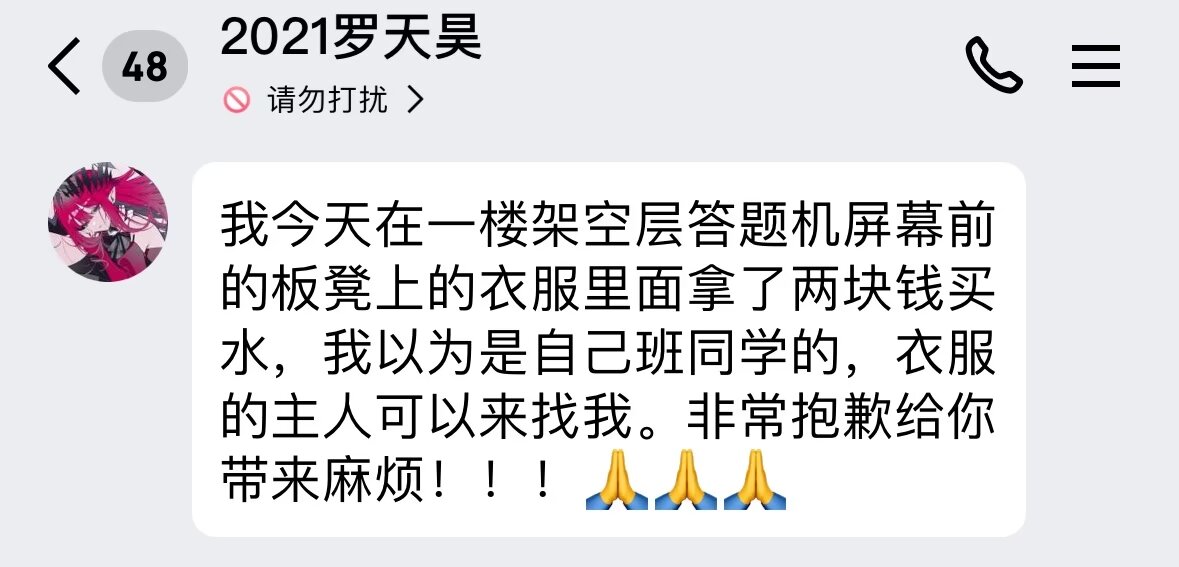 48
2021罗天昊
请勿打扰
我今天在一楼架空层答题机屏幕前
的板凳上的衣服里面拿了两块钱买
水，我以为是自己班同学的，衣服
的主人可以来找我。非常抱歉给你
带来麻烦！！！🙏🙏🙏